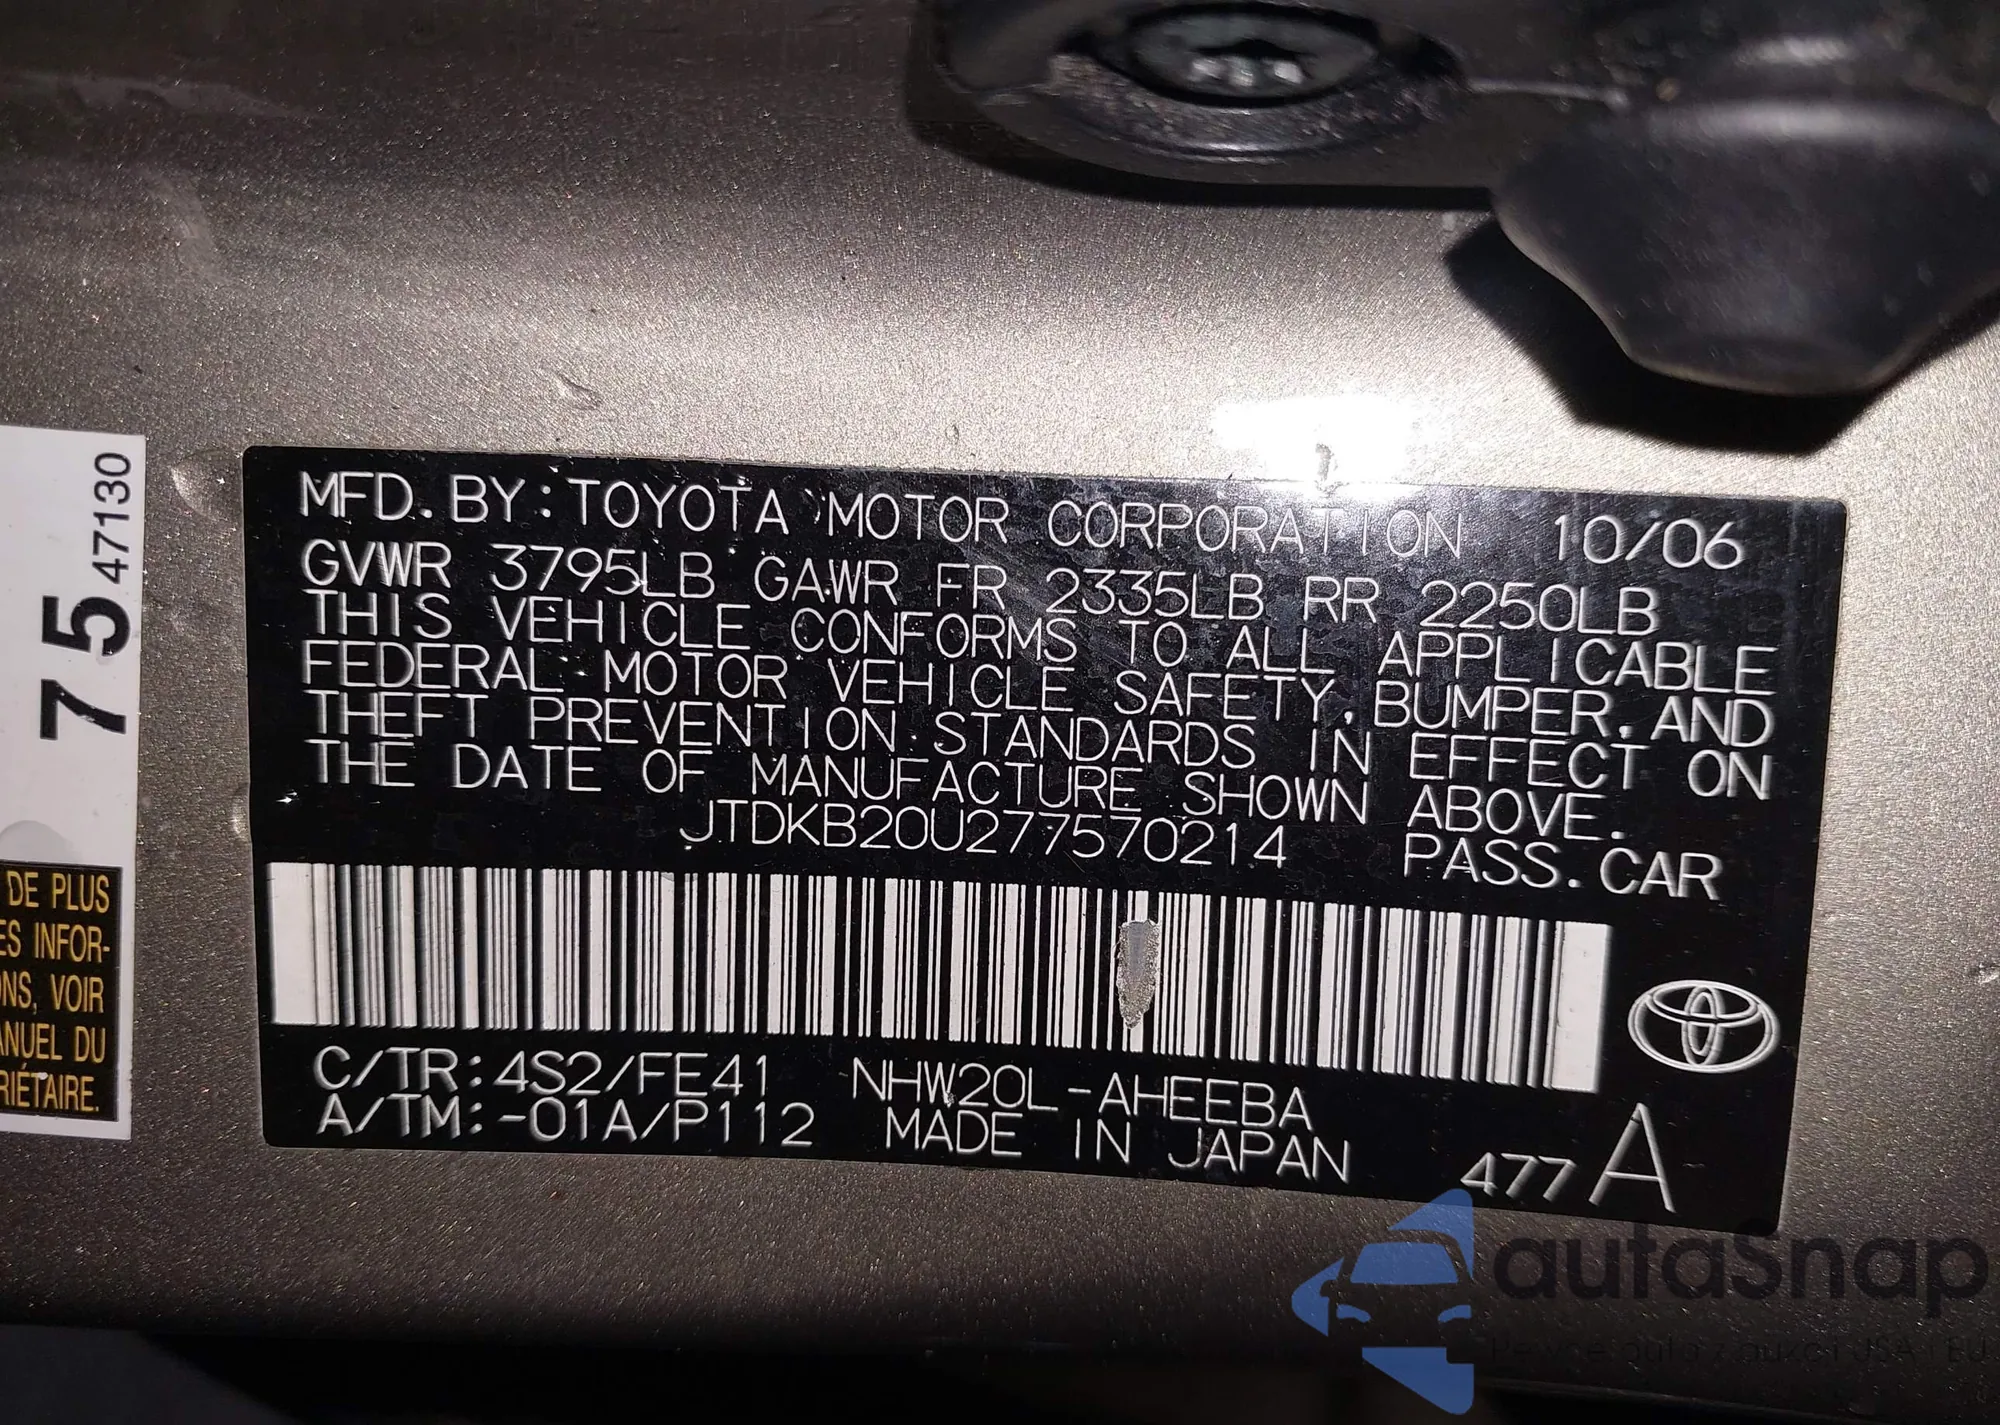 MFD. BY: TOYOTA MOTOR CORPORATION 10/06
GVWR 3795LB GAWR FR 2335LB RR 2250LB
THIS VEHICLE CONFORMS TO ALL APPLICABLE
FEDERAL MOTOR VEHICLE SAFETY, BUMPER, AND
THEFT PREVENTION STANDARDS IN EFFECT ON
THE DATE OF MANUFACTURE SHOWN ABOVE.
JTDKB20U277570214 PASS. CAR
C/TR: 4S2/FE41 NHW20L-AHEEBA
A/TM: -01A/P112 MADE IN JAPAN
477 A
75 47130
DE PLUS
ES INFOR-
ONS, VOIR
ANUEL DU
RIÉTAIRE.
autaSnap